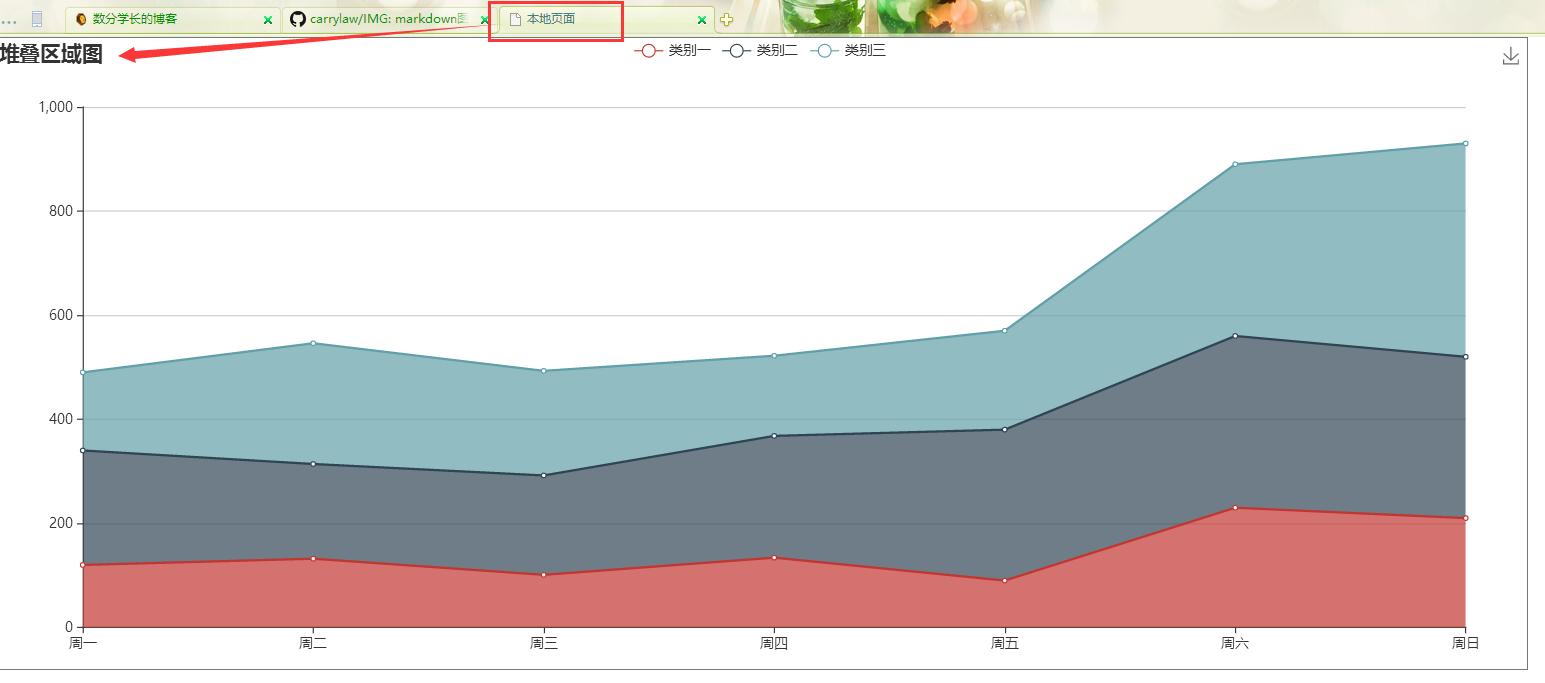 数分学长的博客
carrylaw/IMG: markdown图
本地页面
堆叠区域图
类别一 类别二 类别三
1,000
800
600
400
200
0
周一 周二 周三 周四 周五 周六 周日